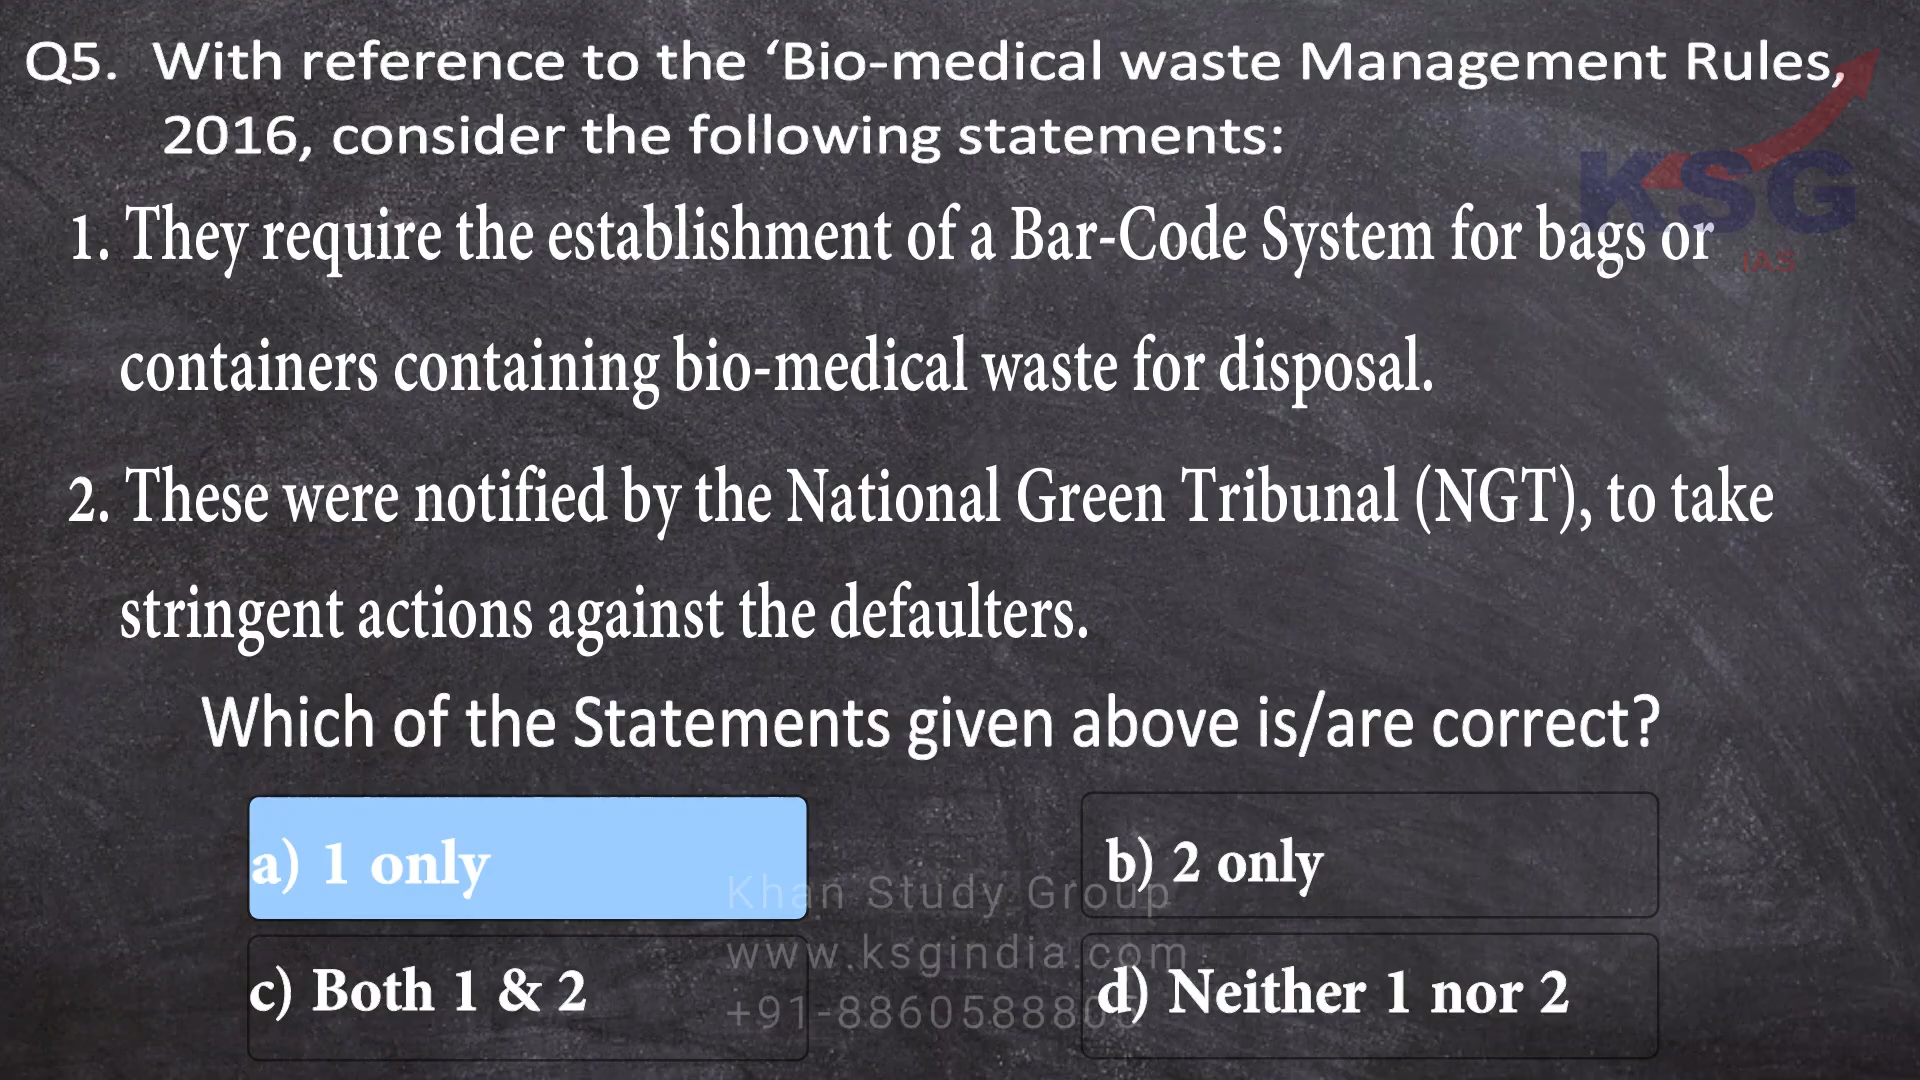 Q5. With reference to the ‘Bio-medical waste Management Rules,
2016, consider the following statements:
KSG
IAS
1. They require the establishment of a Bar-Code System for bags or
containers containing bio-medical waste for disposal.
2. These were notified by the National Green Tribunal (NGT), to take
stringent actions against the defaulters.
Which of the Statements given above is/are correct?
a) 1 only
b) 2 only
Khan Study Group
www.ksgindia.com
c) Both 1 & 2
d) Neither 1 nor 2